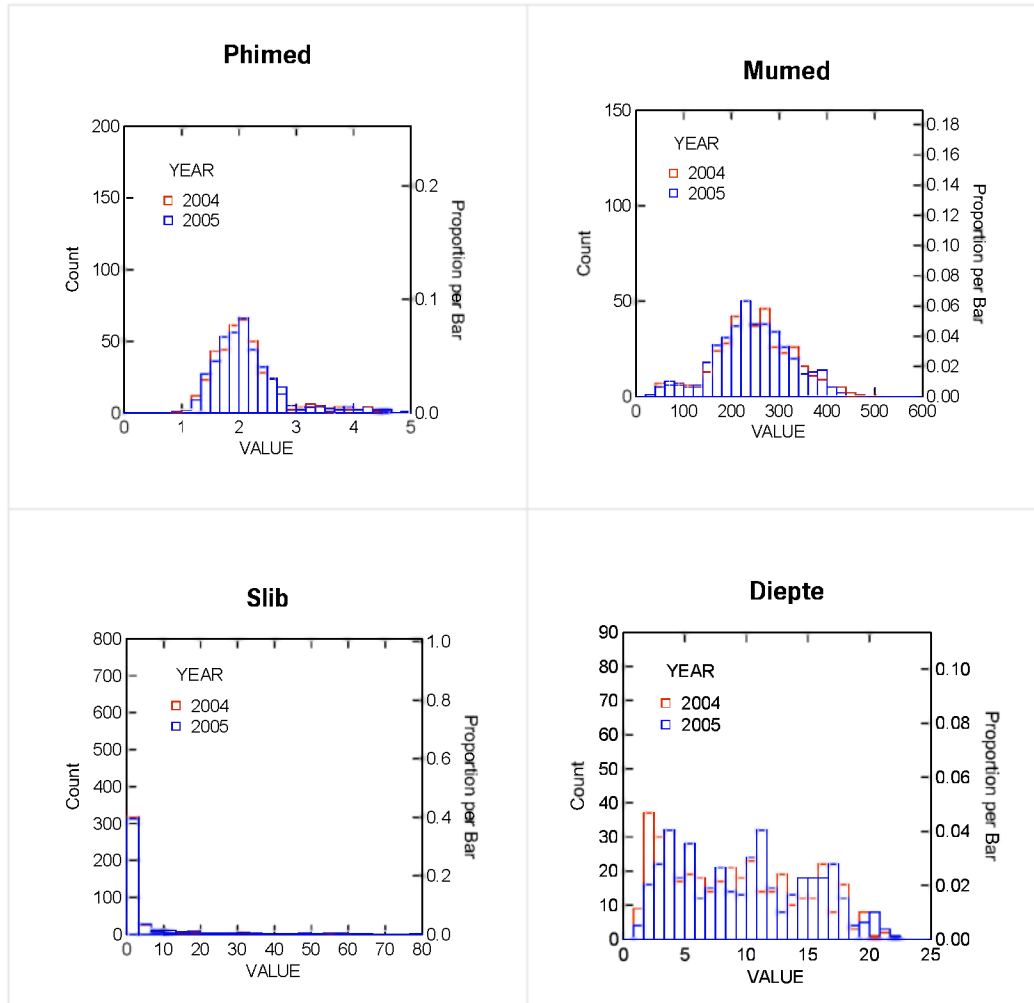 Phimed
200
150
100
50
0
Count
YEAR
2004
2005
0.2
0.1
0.0
Proportion per Bar
0 1 2 3 4 5
VALUE
Mumed
150
100
50
0
Count
YEAR
2004
2005
0.18
0.16
0.14
0.12
0.10
0.08
0.06
0.04
0.02
0.00
Proportion per Bar
0 100 200 300 400 500 600
VALUE
Slib
800
700
600
500
400
300
200
100
0
Count
YEAR
2004
2005
1.0
0.8
0.6
0.4
0.2
0.0
Proportion per Bar
0 10 20 30 40 50 60 70 80
VALUE
Diepte
90
80
70
60
50
40
30
20
10
0
Count
YEAR
2004
2005
0.10
0.08
0.06
0.04
0.02
0.00
Proportion per Bar
0 5 10 15 20 25
VALUE